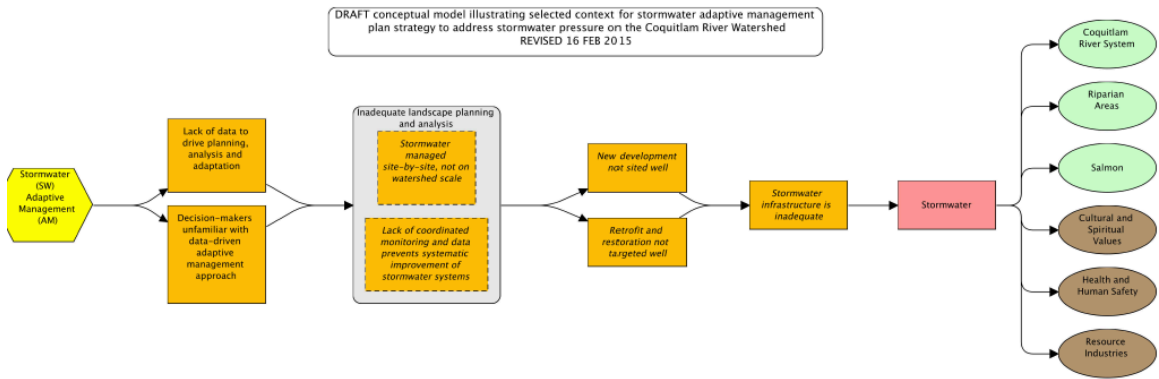 DRAFT conceptual model illustrating selected context for stormwater adaptive management
plan strategy to address stormwater pressure on the Coquitlam River Watershed
REVISED 16 FEB 2015
Stormwater
(SW)
Adaptive
Management
(AM)
Lack of data to
drive planning,
analysis and
adaptation
Decision-makers
unfamiliar with
data-driven
adaptive
management
approach
Inadequate landscape planning
and analysis
Stormwater
managed
site-by-site, not on
watershed scale
Lack of coordinated
monitoring and data
prevents systematic
improvement of
stormwater systems
New development
not sited well
Retrofit and
restoration not
targeted well
Stormwater
infrastructure is
inadequate
Stormwater
Coquitlam
River System
Riparian
Areas
Salmon
Cultural and
Spiritual
Values
Health and
Human Safety
Resource
Industries